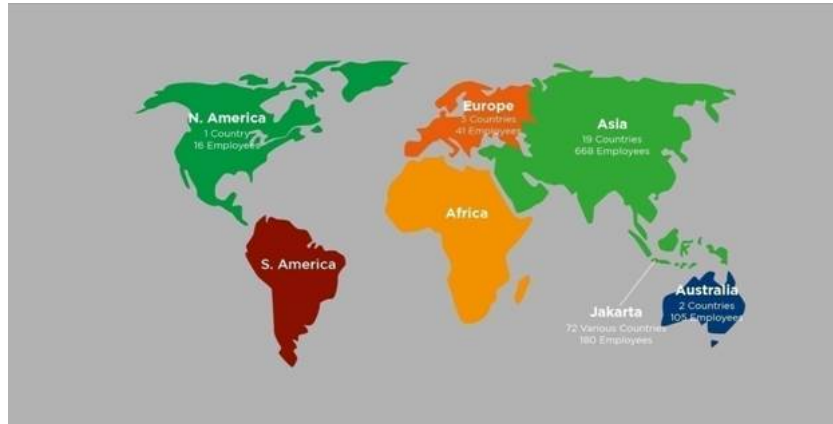 N. America
1 Country
16 Employees
Europe
3 Countries
41 Employees
Asia
19 Countries
668 Employees
Africa
S. America
Jakarta
72 Various Countries
180 Employees
Australia
2 Countries
105 Employees